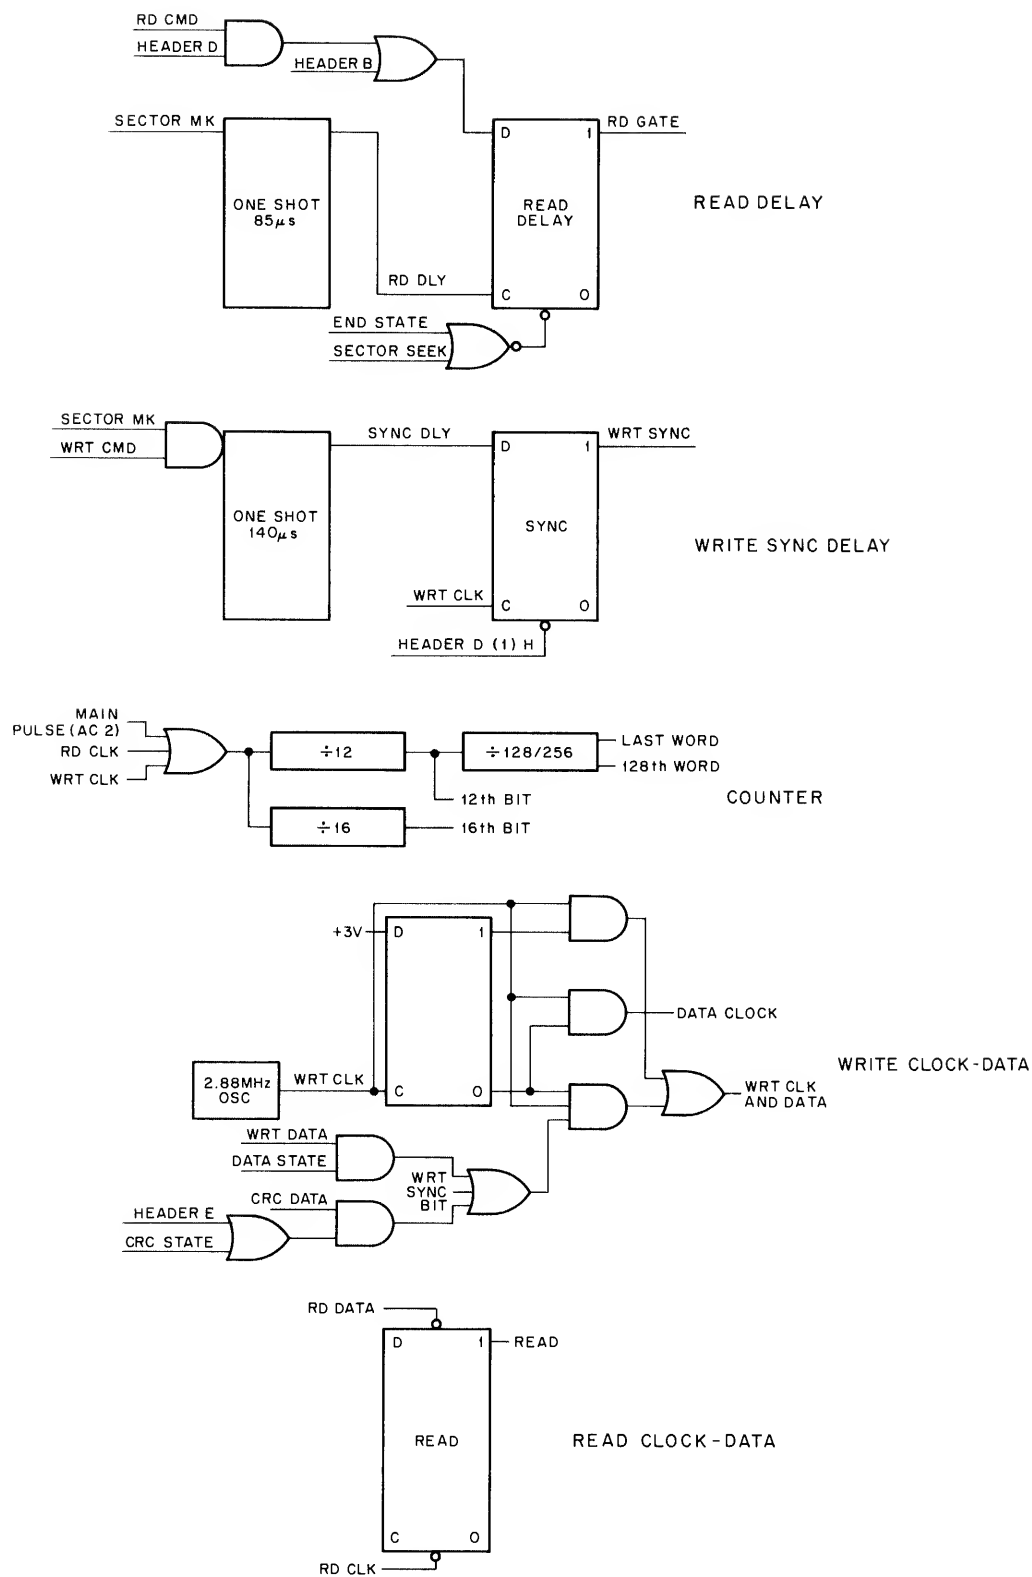 RD CMD
HEADER D
HEADER B
SECTOR MK
D
1
RD GATE
ONE SHOT
85μs
READ
DELAY
READ DELAY
RD DLY
C
0
END STATE
SECTOR SEEK
SECTOR MK
WRT CMD
SYNC DLY
D
1
WRT SYNC
ONE SHOT
140μs
SYNC
WRITE SYNC DELAY
WRT CLK
C
0
HEADER D (1) H
MAIN
PULSE (AC 2)
RD CLK
WRT CLK
÷12
÷128/256
LAST WORD
128th WORD
12th BIT
COUNTER
÷16
16th BIT
+3V
D
1
DATA CLOCK
WRITE CLOCK-DATA
2.88MHz
OSC
WRT CLK
C
0
WRT CLK
AND DATA
WRT DATA
DATA STATE
WRT
SYNC
BIT
CRC DATA
HEADER E
CRC STATE
RD DATA
D
1
READ
READ
READ CLOCK-DATA
C
0
RD CLK